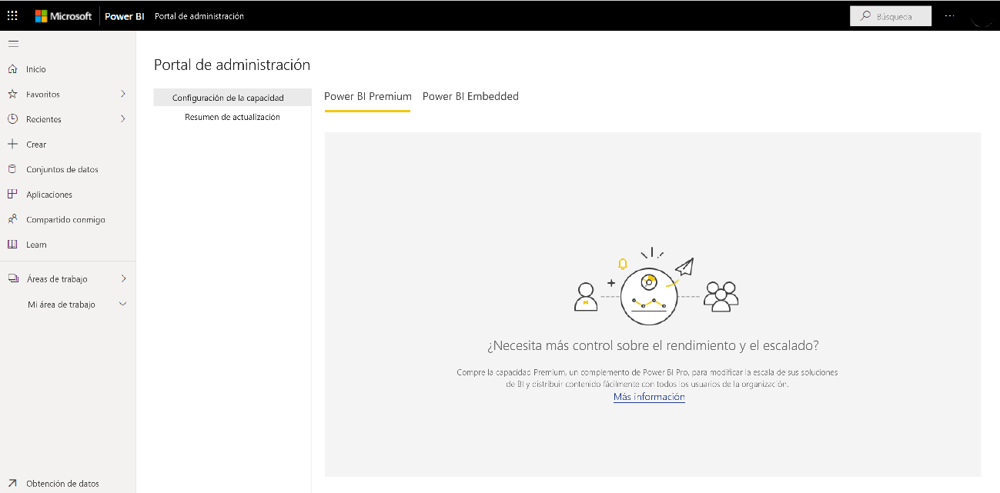 Microsoft Power BI Portal de administración Búsqueda ...
Inicio
Favoritos
Recientes
Crear
Conjuntos de datos
Aplicaciones
Compartido conmigo
Learn
Áreas de trabajo
Mi área de trabajo
Obtención de datos
Portal de administración
Configuración de la capacidad
Resumen de actualización
Power BI Premium Power BI Embedded
¿Necesita más control sobre el rendimiento y el escalado?
Compre la capacidad Premium, un complemento de Power BI Pro, para modificar la escala de sus soluciones
de BI y distribuir contenido fácilmente con todos los usuarios de la organización.
Más información